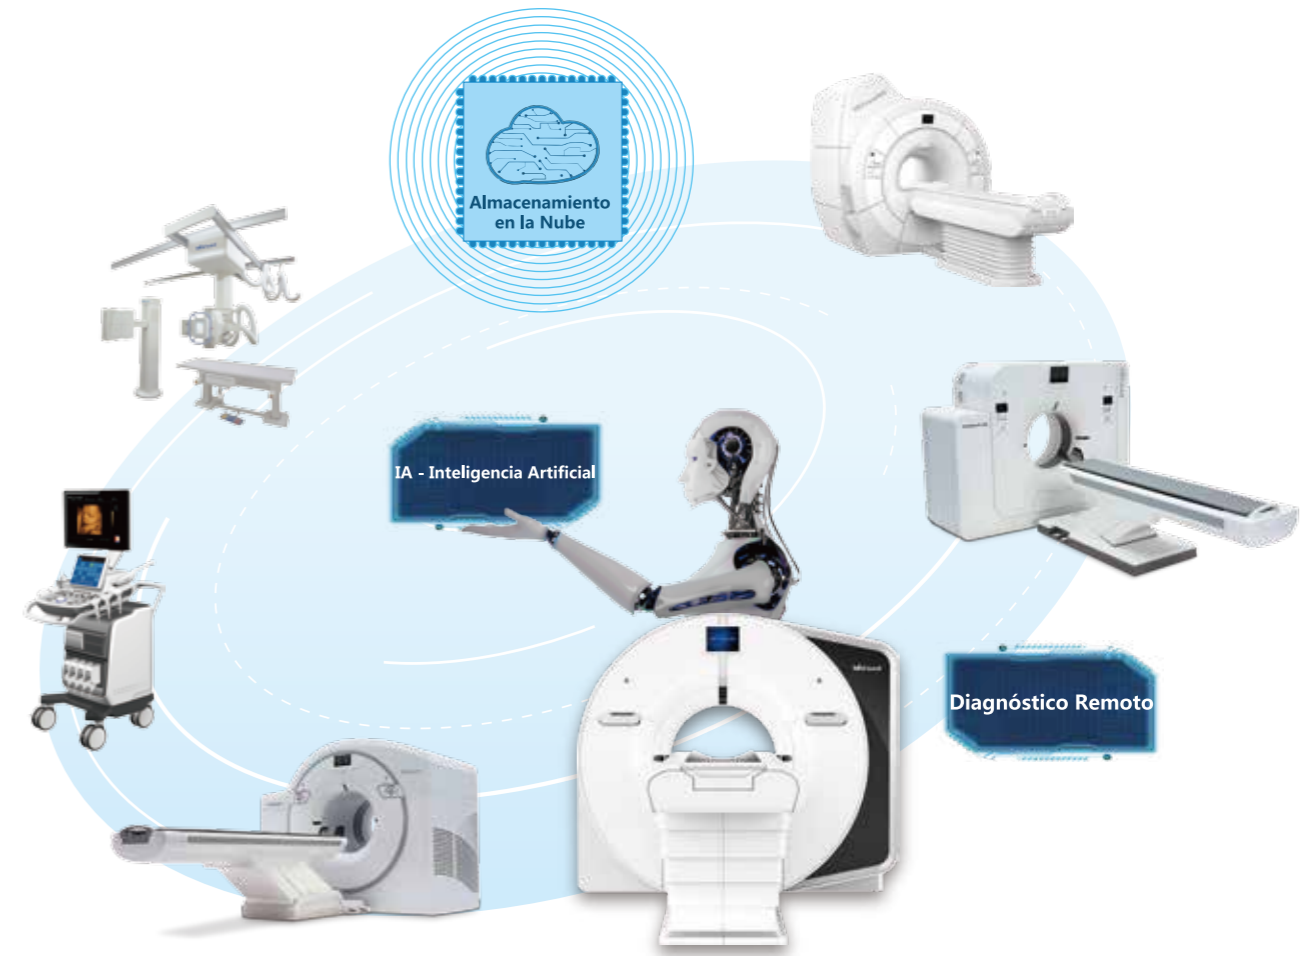 Almacenamiento
en la Nube
IA - Inteligencia Artificial
Diagnóstico Remoto